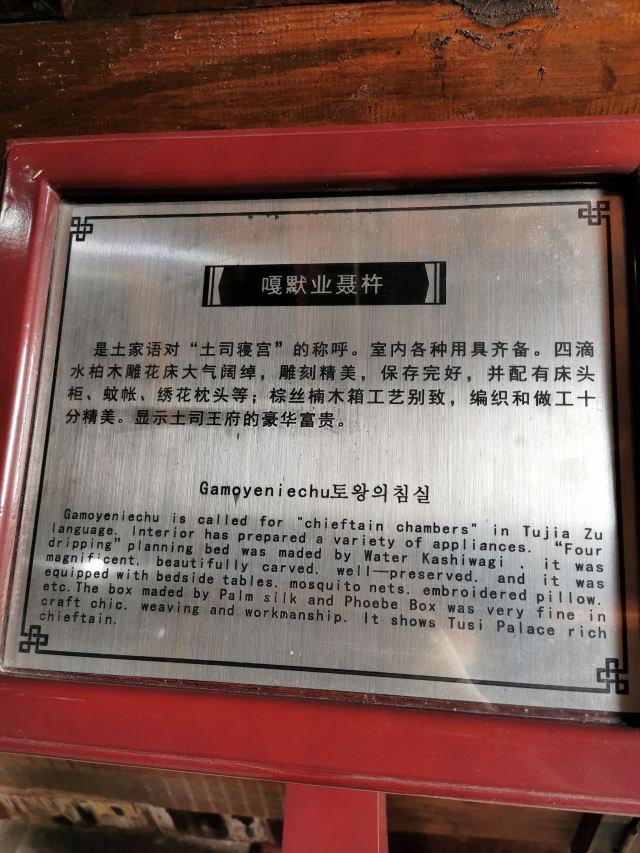 嘎默业聂杵
是土家语对“土司寝宫”的称呼。室内各种用具齐备。四滴
水柏木雕花床大气阔绰，雕刻精美，保存完好，并配有床头
柜、蚊帐、绣花枕头等；棕丝楠木箱工艺别致，编织和做工十
分精美。显示土司王府的豪华富贵。
Gamoyeniechu토왕의침실
Gamoyeniechu is called for "chieftain chambers" in Tujia Zu
language. Interior has prepared a variety of appliances. “Four
dripping” planning bed was maded by Water Kashiwagi . it was
magnificent. beautifully carved. well—preserved. and it was
equipped with bedside tables. mosquito nets. embroidered pillow.
etc.The box maded by Palm silk and Phoebe Box was very fine in
craft chic. weaving and workmanship. It shows Tusi Palace rich
chieftain.